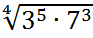 ∜(3⁵ · 7³)